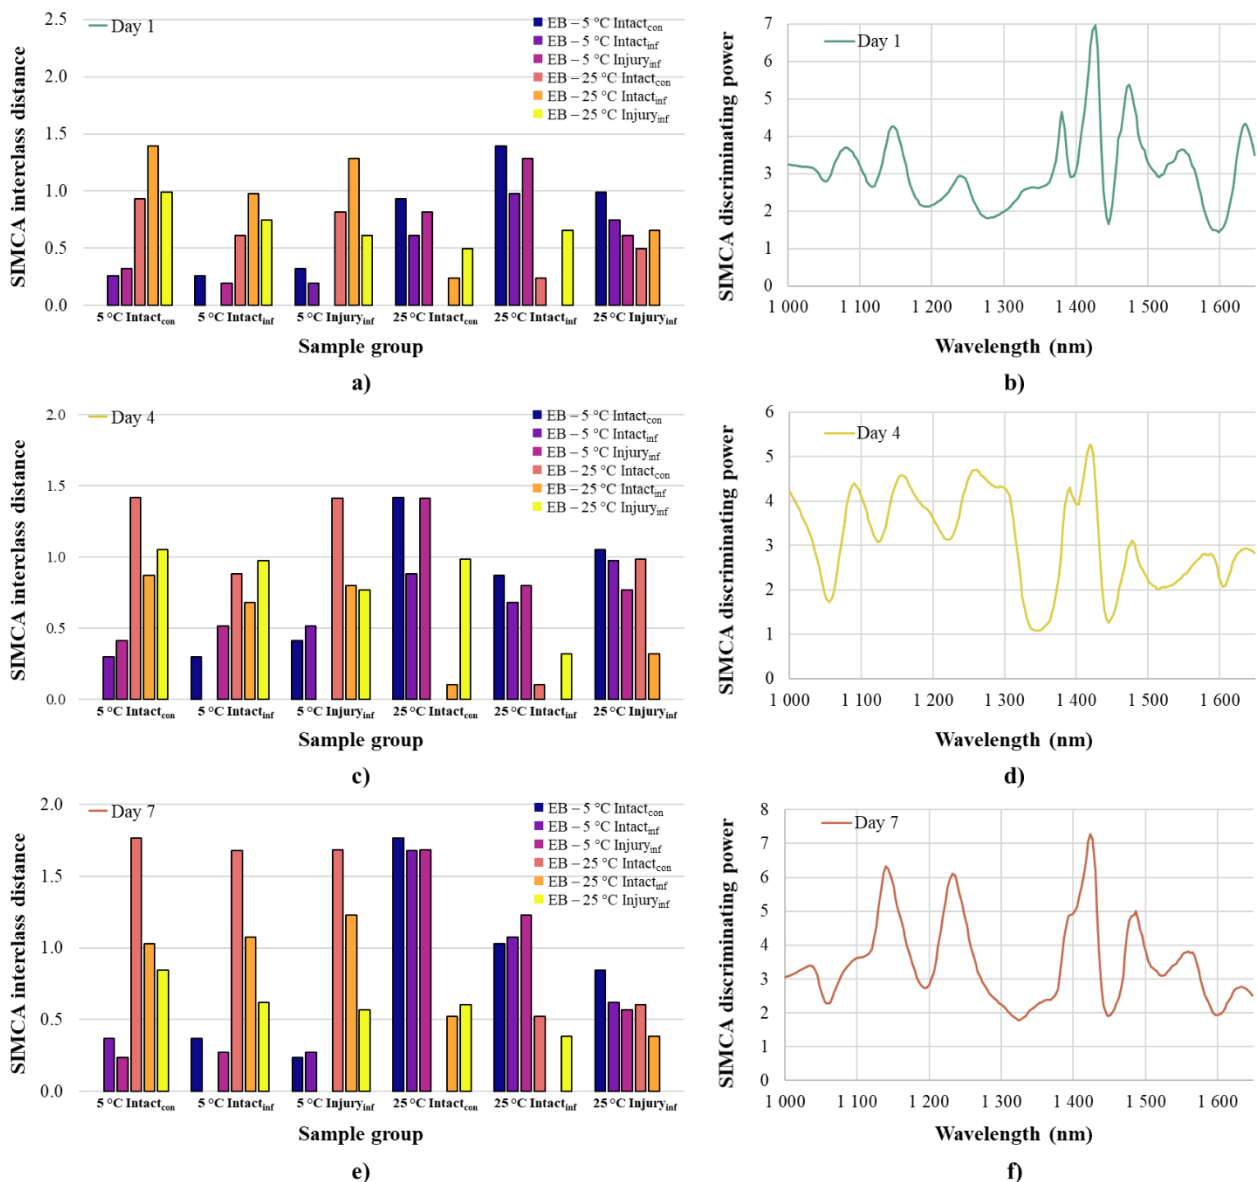 Day 1
EB – 5 °C Intactcon
EB – 5 °C Intactinf
EB – 5 °C Injuryinf
EB – 25 °C Intactcon
EB – 25 °C Intactinf
EB – 25 °C Injuryinf
SIMCA interclass distance
2.5
2.0
1.5
1.0
0.5
0.0
5 °C Intactcon 5 °C Intactinf 5 °C Injuryinf 25 °C Intactcon 25 °C Intactinf 25 °C Injuryinf
Sample group
a)
Day 1
SIMCA discriminating power
7
6
5
4
3
2
1
0
1 000 1 100 1 200 1 300 1 400 1 500 1 600
Wavelength (nm)
b)
Day 4
EB – 5 °C Intactcon
EB – 5 °C Intactinf
EB – 5 °C Injuryinf
EB – 25 °C Intactcon
EB – 25 °C Intactinf
EB – 25 °C Injuryinf
SIMCA interclass distance
2.0
1.5
1.0
0.5
0.0
5 °C Intactcon 5 °C Intactinf 5 °C Injuryinf 25 °C Intactcon 25 °C Intactinf 25 °C Injuryinf
Sample group
c)
Day 4
SIMCA discriminating power
6
5
4
3
2
1
0
1 000 1 100 1 200 1 300 1 400 1 500 1 600
Wavelength (nm)
d)
Day 7
EB – 5 °C Intactcon
EB – 5 °C Intactinf
EB – 5 °C Injuryinf
EB – 25 °C Intactcon
EB – 25 °C Intactinf
EB – 25 °C Injuryinf
SIMCA interclass distance
2.0
1.5
1.0
0.5
0.0
5 °C Intactcon 5 °C Intactinf 5 °C Injuryinf 25 °C Intactcon 25 °C Intactinf 25 °C Injuryinf
Sample group
e)
Day 7
SIMCA discriminating power
8
7
6
5
4
3
2
1
0
1 000 1 100 1 200 1 300 1 400 1 500 1 600
Wavelength (nm)
f)